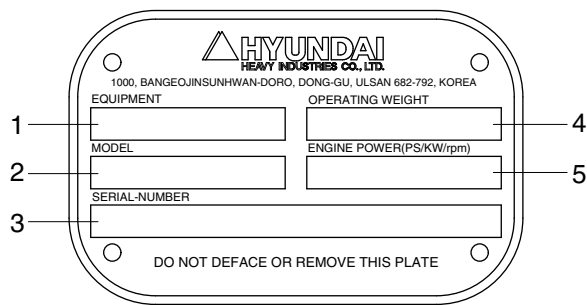 HYUNDAI
HEAVY INDUSTRIES CO., LTD.
1000, BANGEOJINSUNHWAN-DORO, DONG-GU, ULSAN 682-792, KOREA
EQUIPMENT OPERATING WEIGHT
1 4
MODEL ENGINE POWER(PS/KW/rpm)
2 5
SERIAL-NUMBER
3
DO NOT DEFACE OR REMOVE THIS PLATE